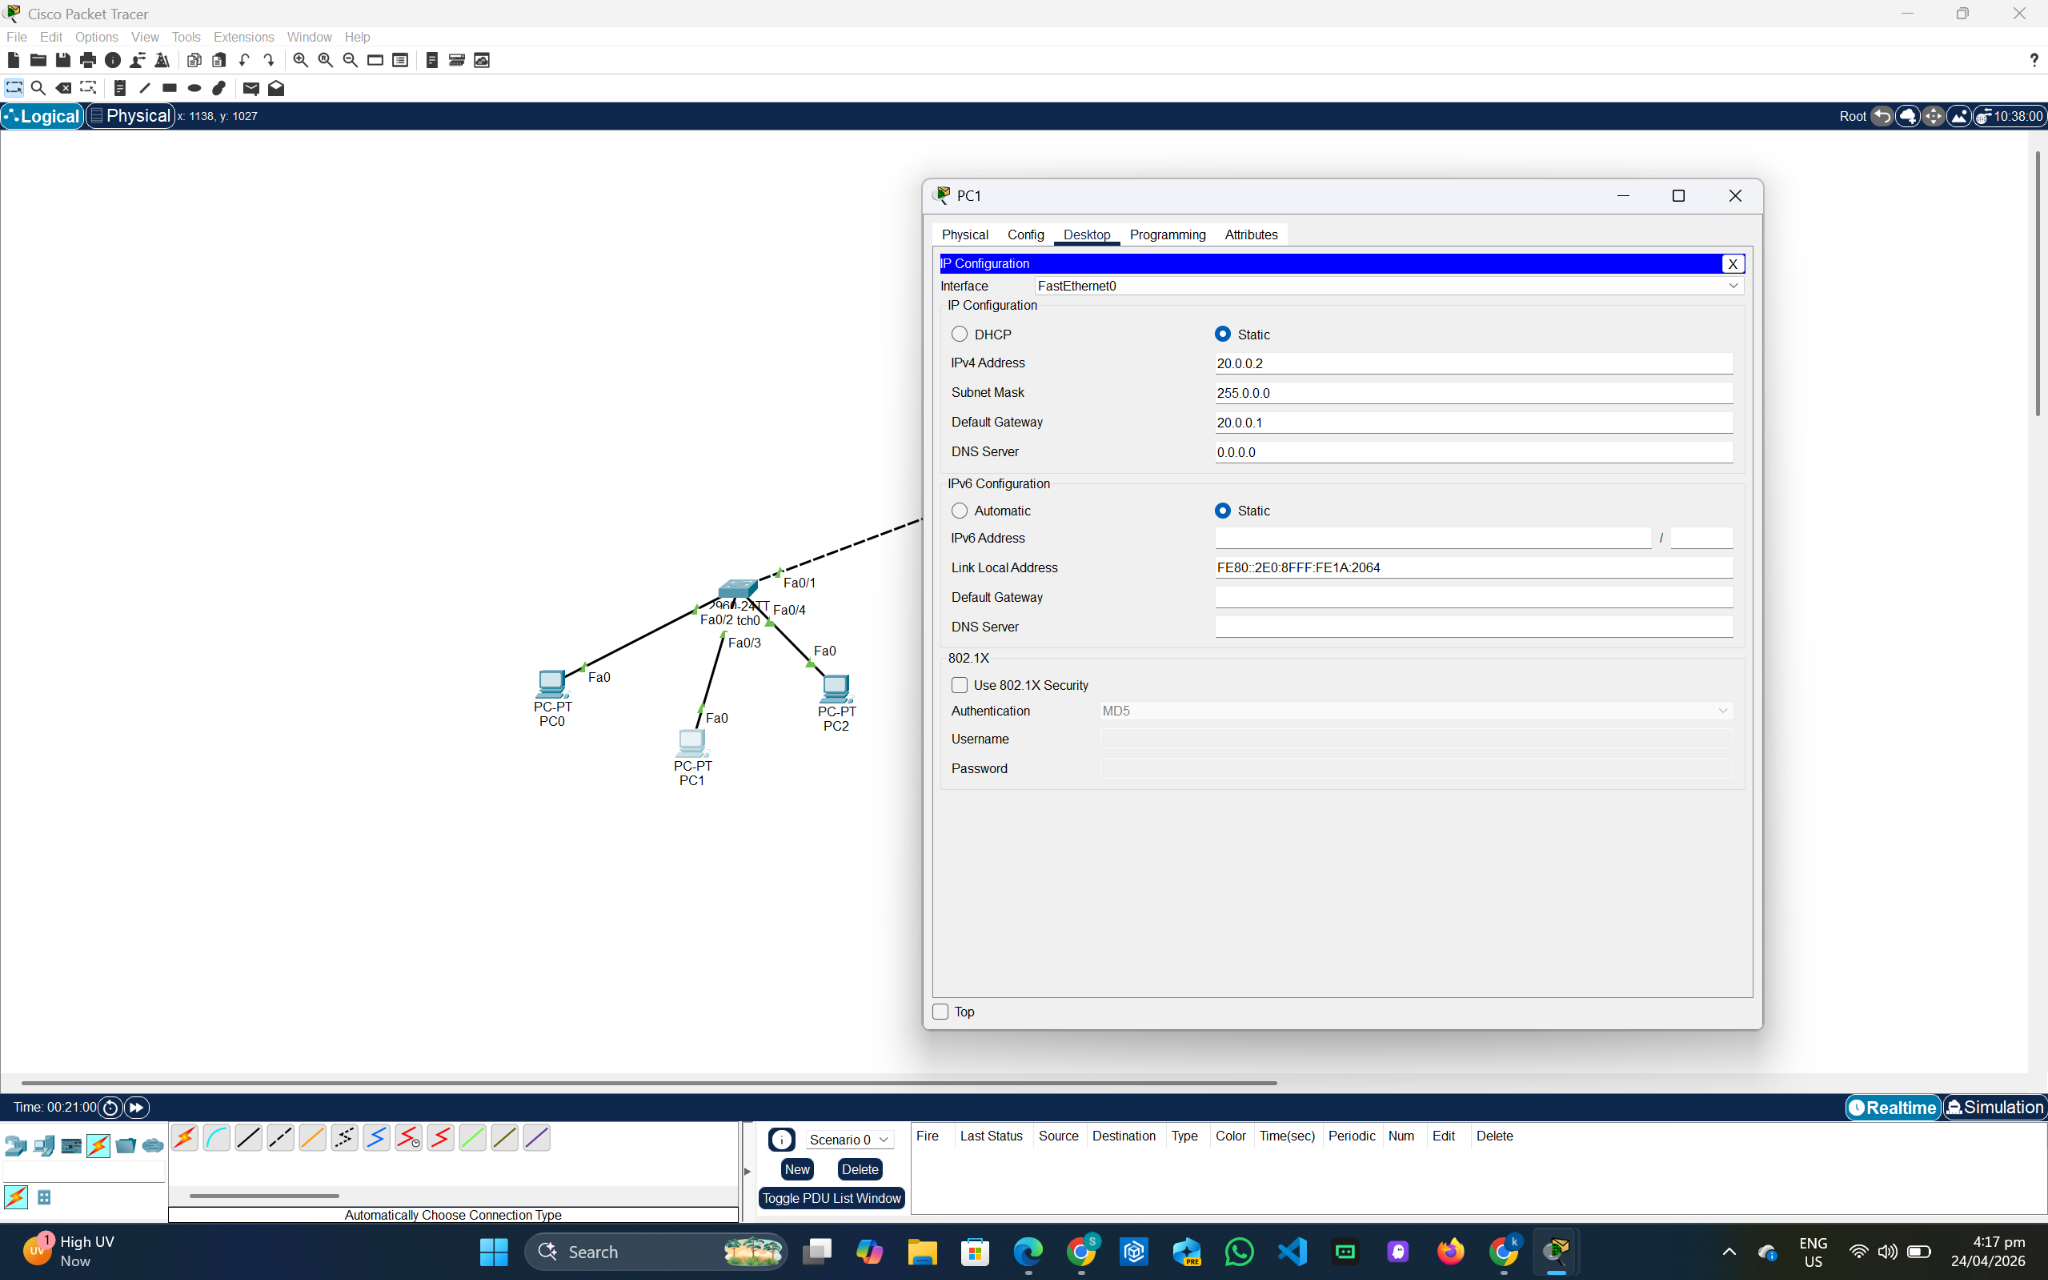 Cisco Packet Tracer
File Edit Options View Tools Extensions Window Help
?
Logical Physical x: 1138, y: 1027 Root 10:38:00
PC1
Physical Config Desktop Programming Attributes
IP Configuration X
Interface FastEthernet0
IP Configuration
DHCP Static
IPv4 Address 20.0.0.2
Subnet Mask 255.0.0.0
Default Gateway 20.0.0.1
DNS Server 0.0.0.0
IPv6 Configuration
Automatic Static
IPv6 Address /
Link Local Address FE80::2E0:8FFF:FE1A:2064
Default Gateway
DNS Server
802.1X
Use 802.1X Security
Authentication MD5
Username
Password
Top
Fa0/1
2960-24TT Fa0/4
Fa0/2 tch0
Fa0/3
Fa0
Fa0
PC-PT
PC0
PC-PT
PC2
Fa0
PC-PT
PC1
Time: 00:21:00 Realtime Simulation
Scenario 0
New Delete
Toggle PDU List Window
Fire Last Status Source Destination Type Color Time(sec) Periodic Num Edit Delete
Automatically Choose Connection Type
UV 1 High UV
Now
Search
S
PRE
k
ENG
US
4:17 pm
24/04/2026